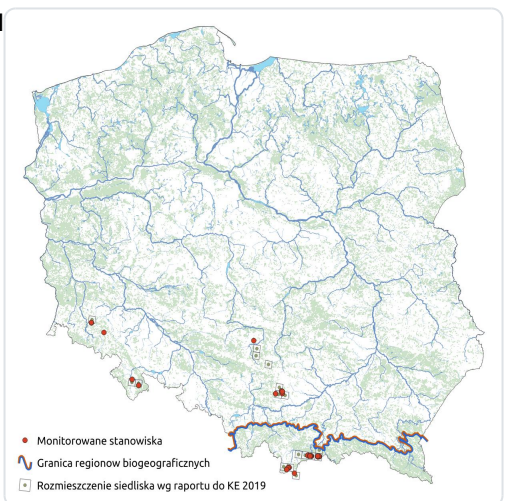 Monitorowane stanowiska
Granica regionow biogeograficznych
Rozmieszczenie siedliska wg raportu do KE 2019